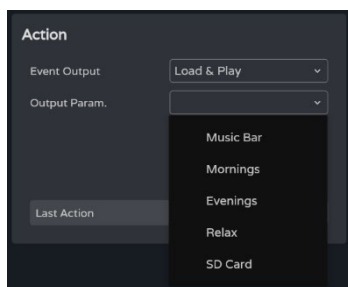 Action
Event Output Load & Play
Output Param.
Music Bar
Mornings
Evenings
Relax
SD Card
Last Action